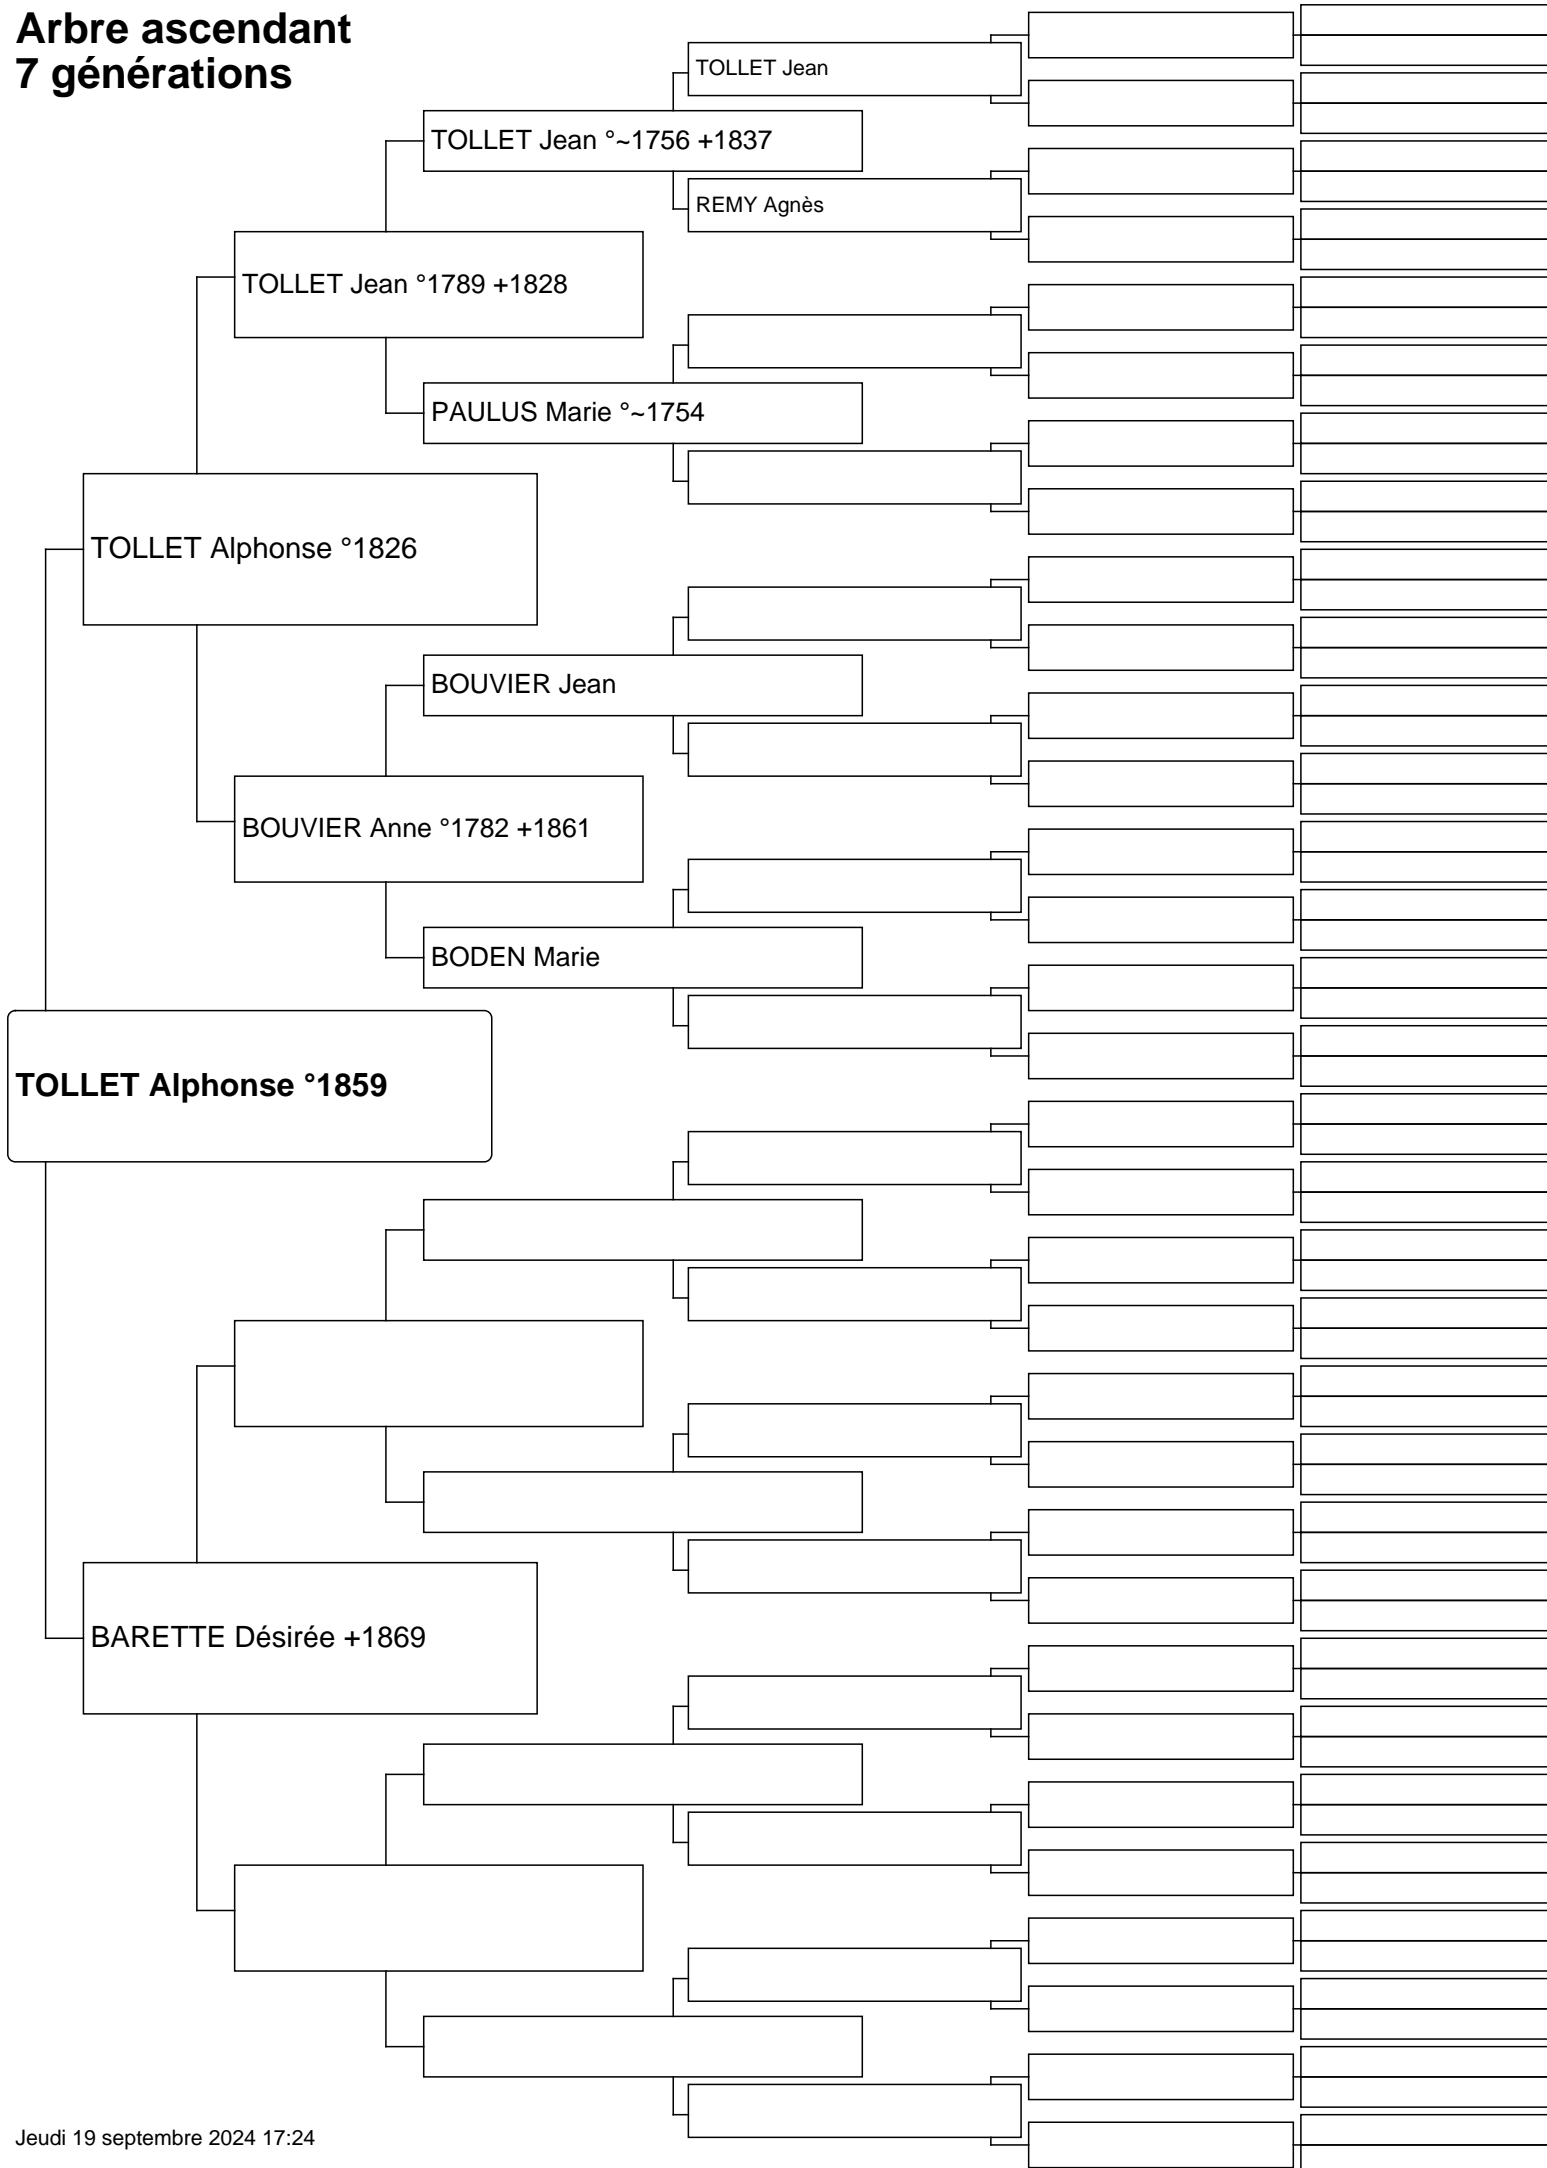 Arbre ascendant
7 générations
TOLLET Jean
TOLLET Jean °~1756 +1837
REMY Agnès
TOLLET Jean °1789 +1828
PAULUS Marie °~1754
TOLLET Alphonse °1826
BOUVIER Jean
BOUVIER Anne °1782 +1861
BODEN Marie
TOLLET Alphonse °1859
BARETTE Désirée +1869
Jeudi 19 septembre 2024 17:24